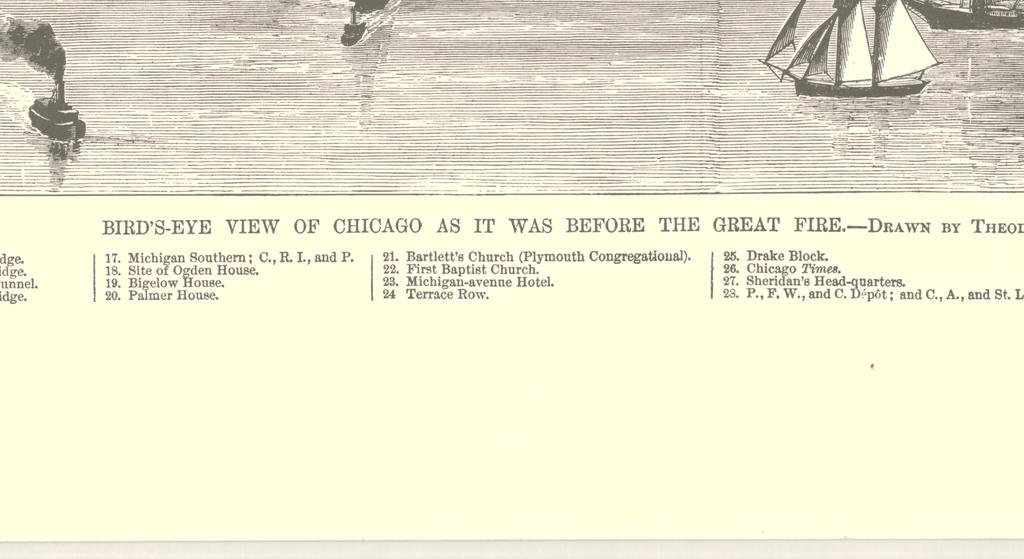 BIRD'S-EYE VIEW OF CHICAGO AS IT WAS BEFORE THE GREAT FIRE.—DRAWN BY THEOD
dge.
idge.
unnel.
idge.
17. Michigan Southern; C., R. I., and P.
18. Site of Ogden House.
19. Bigelow House.
20. Palmer House.
21. Bartlett's Church (Plymouth Congregational).
22. First Baptist Church.
23. Michigan-avenue Hotel.
24 Terrace Row.
25. Drake Block.
26. Chicago Times.
27. Sheridan's Head-quarters.
28. P., F. W., and C. Dépôt; and C., A., and St. L